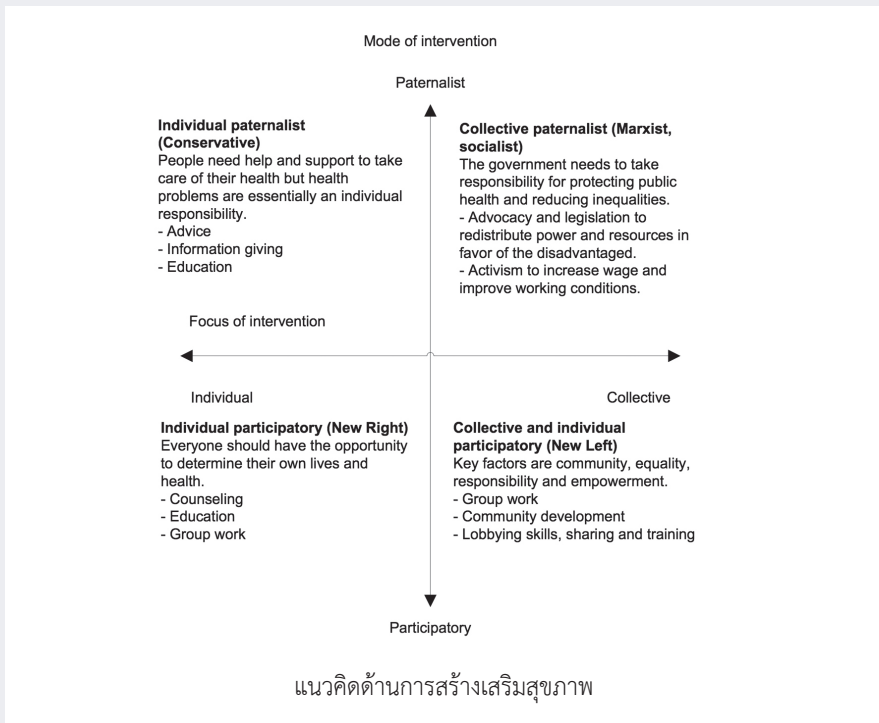 Mode of intervention
Paternalist
Individual paternalist
(Conservative)
People need help and support to take
care of their health but health
problems are essentially an individual
responsibility.
- Advice
- Information giving
- Education
Collective paternalist (Marxist,
socialist)
The government needs to take
responsibility for protecting public
health and reducing inequalities.
- Advocacy and legislation to
redistribute power and resources in
favor of the disadvantaged.
- Activism to increase wage and
improve working conditions.
Focus of intervention
Individual
Collective
Individual participatory (New Right)
Everyone should have the opportunity
to determine their own lives and
health.
- Counseling
- Education
- Group work
Collective and individual
participatory (New Left)
Key factors are community, equality,
responsibility and empowerment.
- Group work
- Community development
- Lobbying skills, sharing and training
Participatory
แนวคิดด้านการสร้างเสริมสุขภาพ